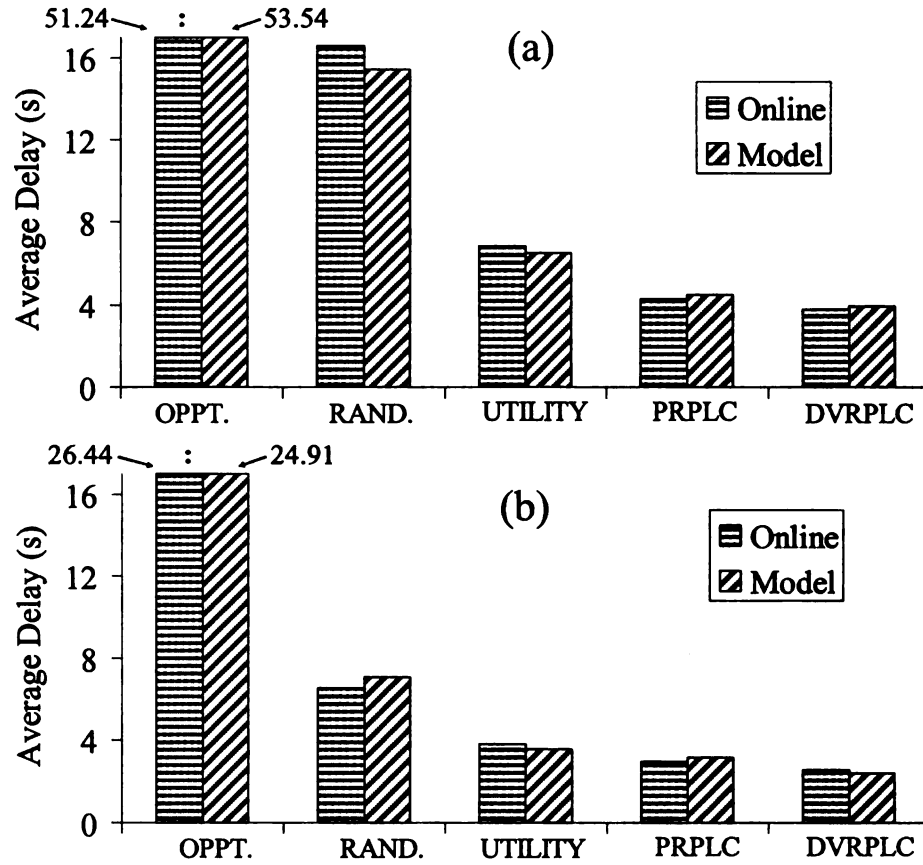 51.24 : 53.54
(a)
Average Delay (s)
16
12
8
4
0
Online
Model
OPPT. RAND. UTILITY PRPLC DVRPLC
26.44 : 24.91
(b)
Average Delay (s)
16
12
8
4
0
Online
Model
OPPT. RAND. UTILITY PRPLC DVRPLC